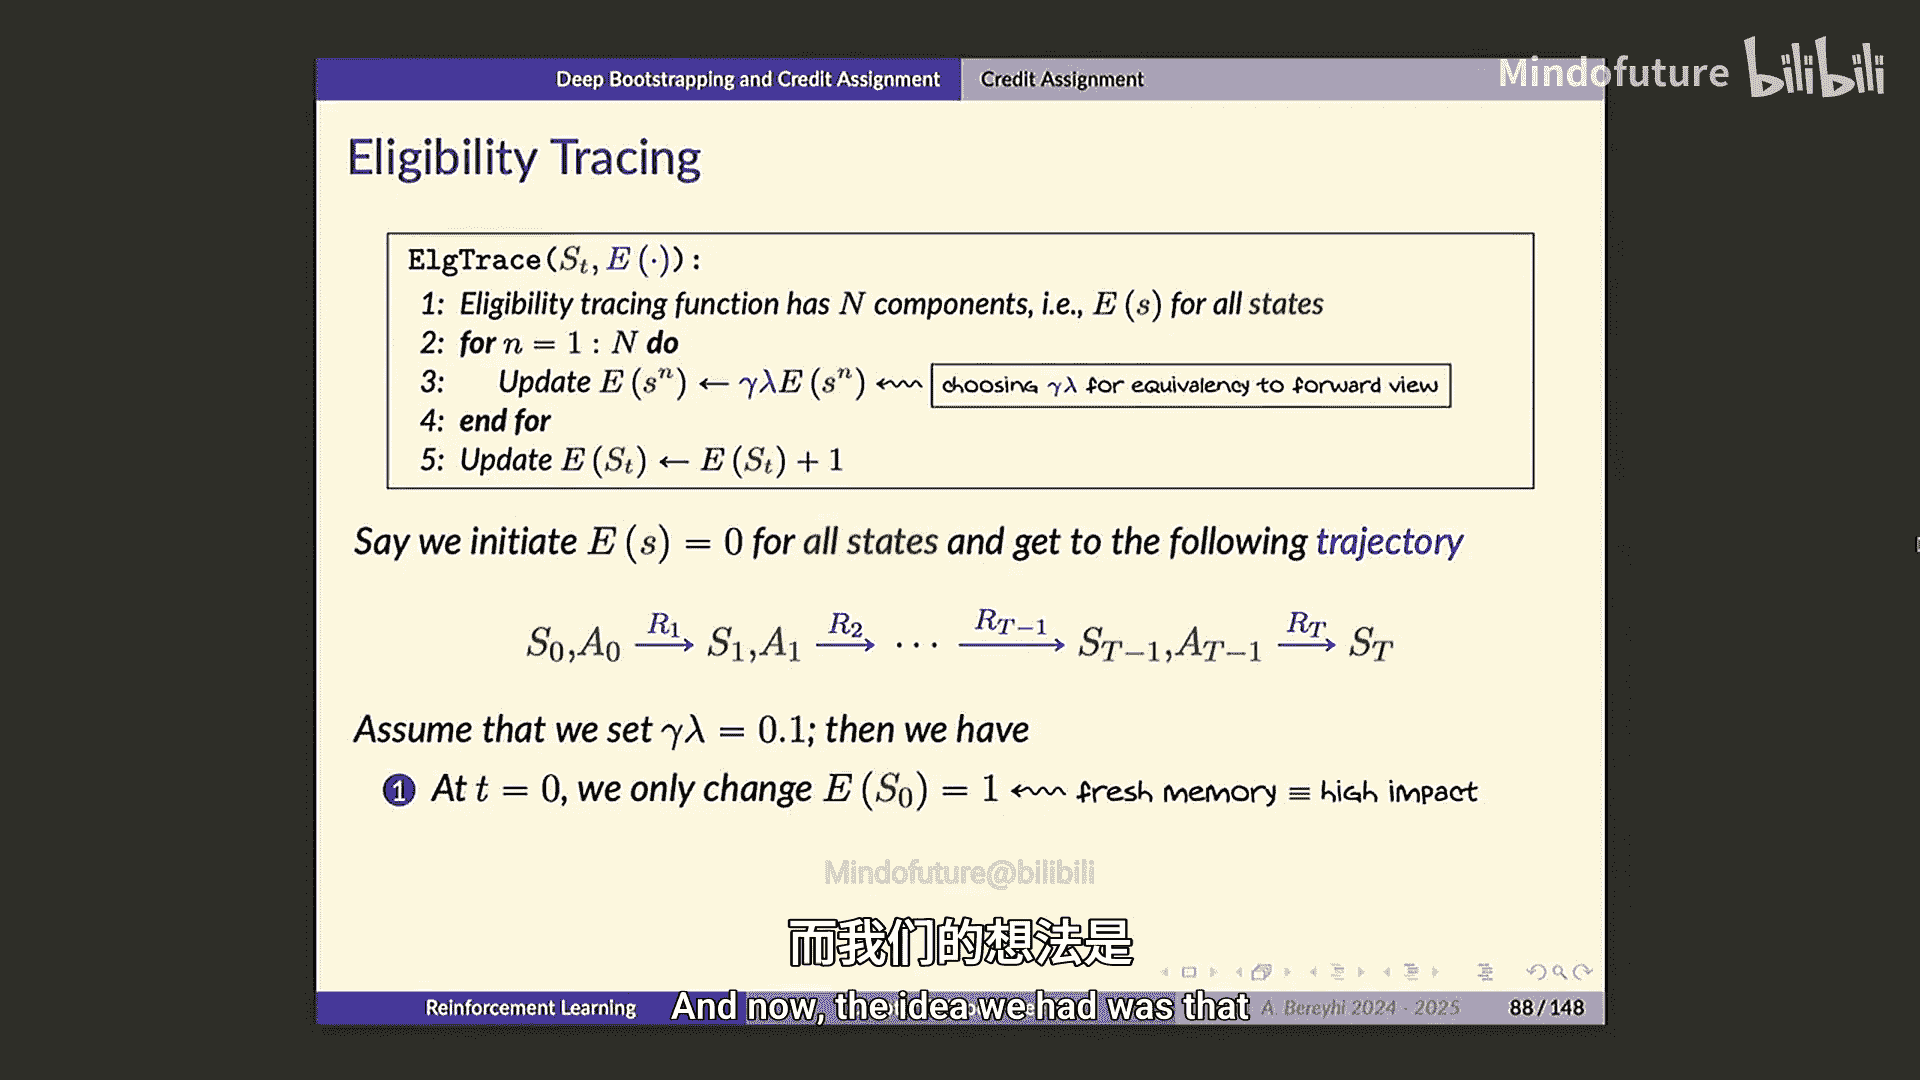 Deep Bootstrapping and Credit Assignment Credit Assignment
Mindofuture bilibili
Eligibility Tracing
ElgTrace(S_t, E(·)):
1: Eligibility tracing function has N components, i.e., E(s) for all states
2: for n = 1 : N do
3: Update E(sⁿ) ← γλE(sⁿ) ⇜ choosing γλ for equivalency to forward view
4: end for
5: Update E(S_t) ← E(S_t) + 1
Say we initiate E(s) = 0 for all states and get to the following trajectory
S_0,A_0 —R_1→ S_1,A_1 —R_2→ ⋯ —R_{T−1}→ S_{T−1},A_{T−1} —R_T→ S_T
Assume that we set γλ = 0.1; then we have
1 At t = 0, we only change E(S_0) = 1 ⇜ fresh memory ≡ high impact
Mindofuture@bilibili
而我们的想法是
And now, the idea we had was that
Reinforcement Learning A. Bereyhi 2024 - 2025 88 / 148